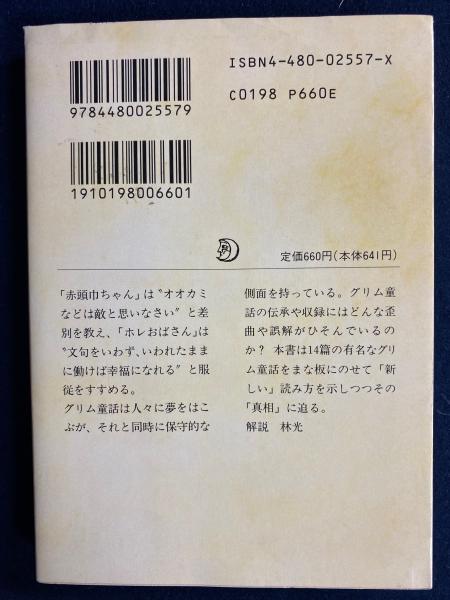 ISBN4-480-02557-X
C0198 P660E
9784480025579
1910198006601
定価660円(本体641円)
「赤頭巾ちゃん」は〝オオカミ
などは敵と思いなさい〟と差
別を教え、「ホレおばさん」は
〝文句をいわず、いわれたまま
に働けば幸福になれる〟と服
従をすすめる。
グリム童話は人々に夢をはこ
ぶが、それと同時に保守的な
側面を持っている。グリム童
話の伝承や収録にはどんな歪
曲や誤解がひそんでいるの
か? 本書は14篇の有名なグリ
ム童話をまな板にのせて「新
しい」読み方を示しつつその
「真相」に迫る。
解説 林光